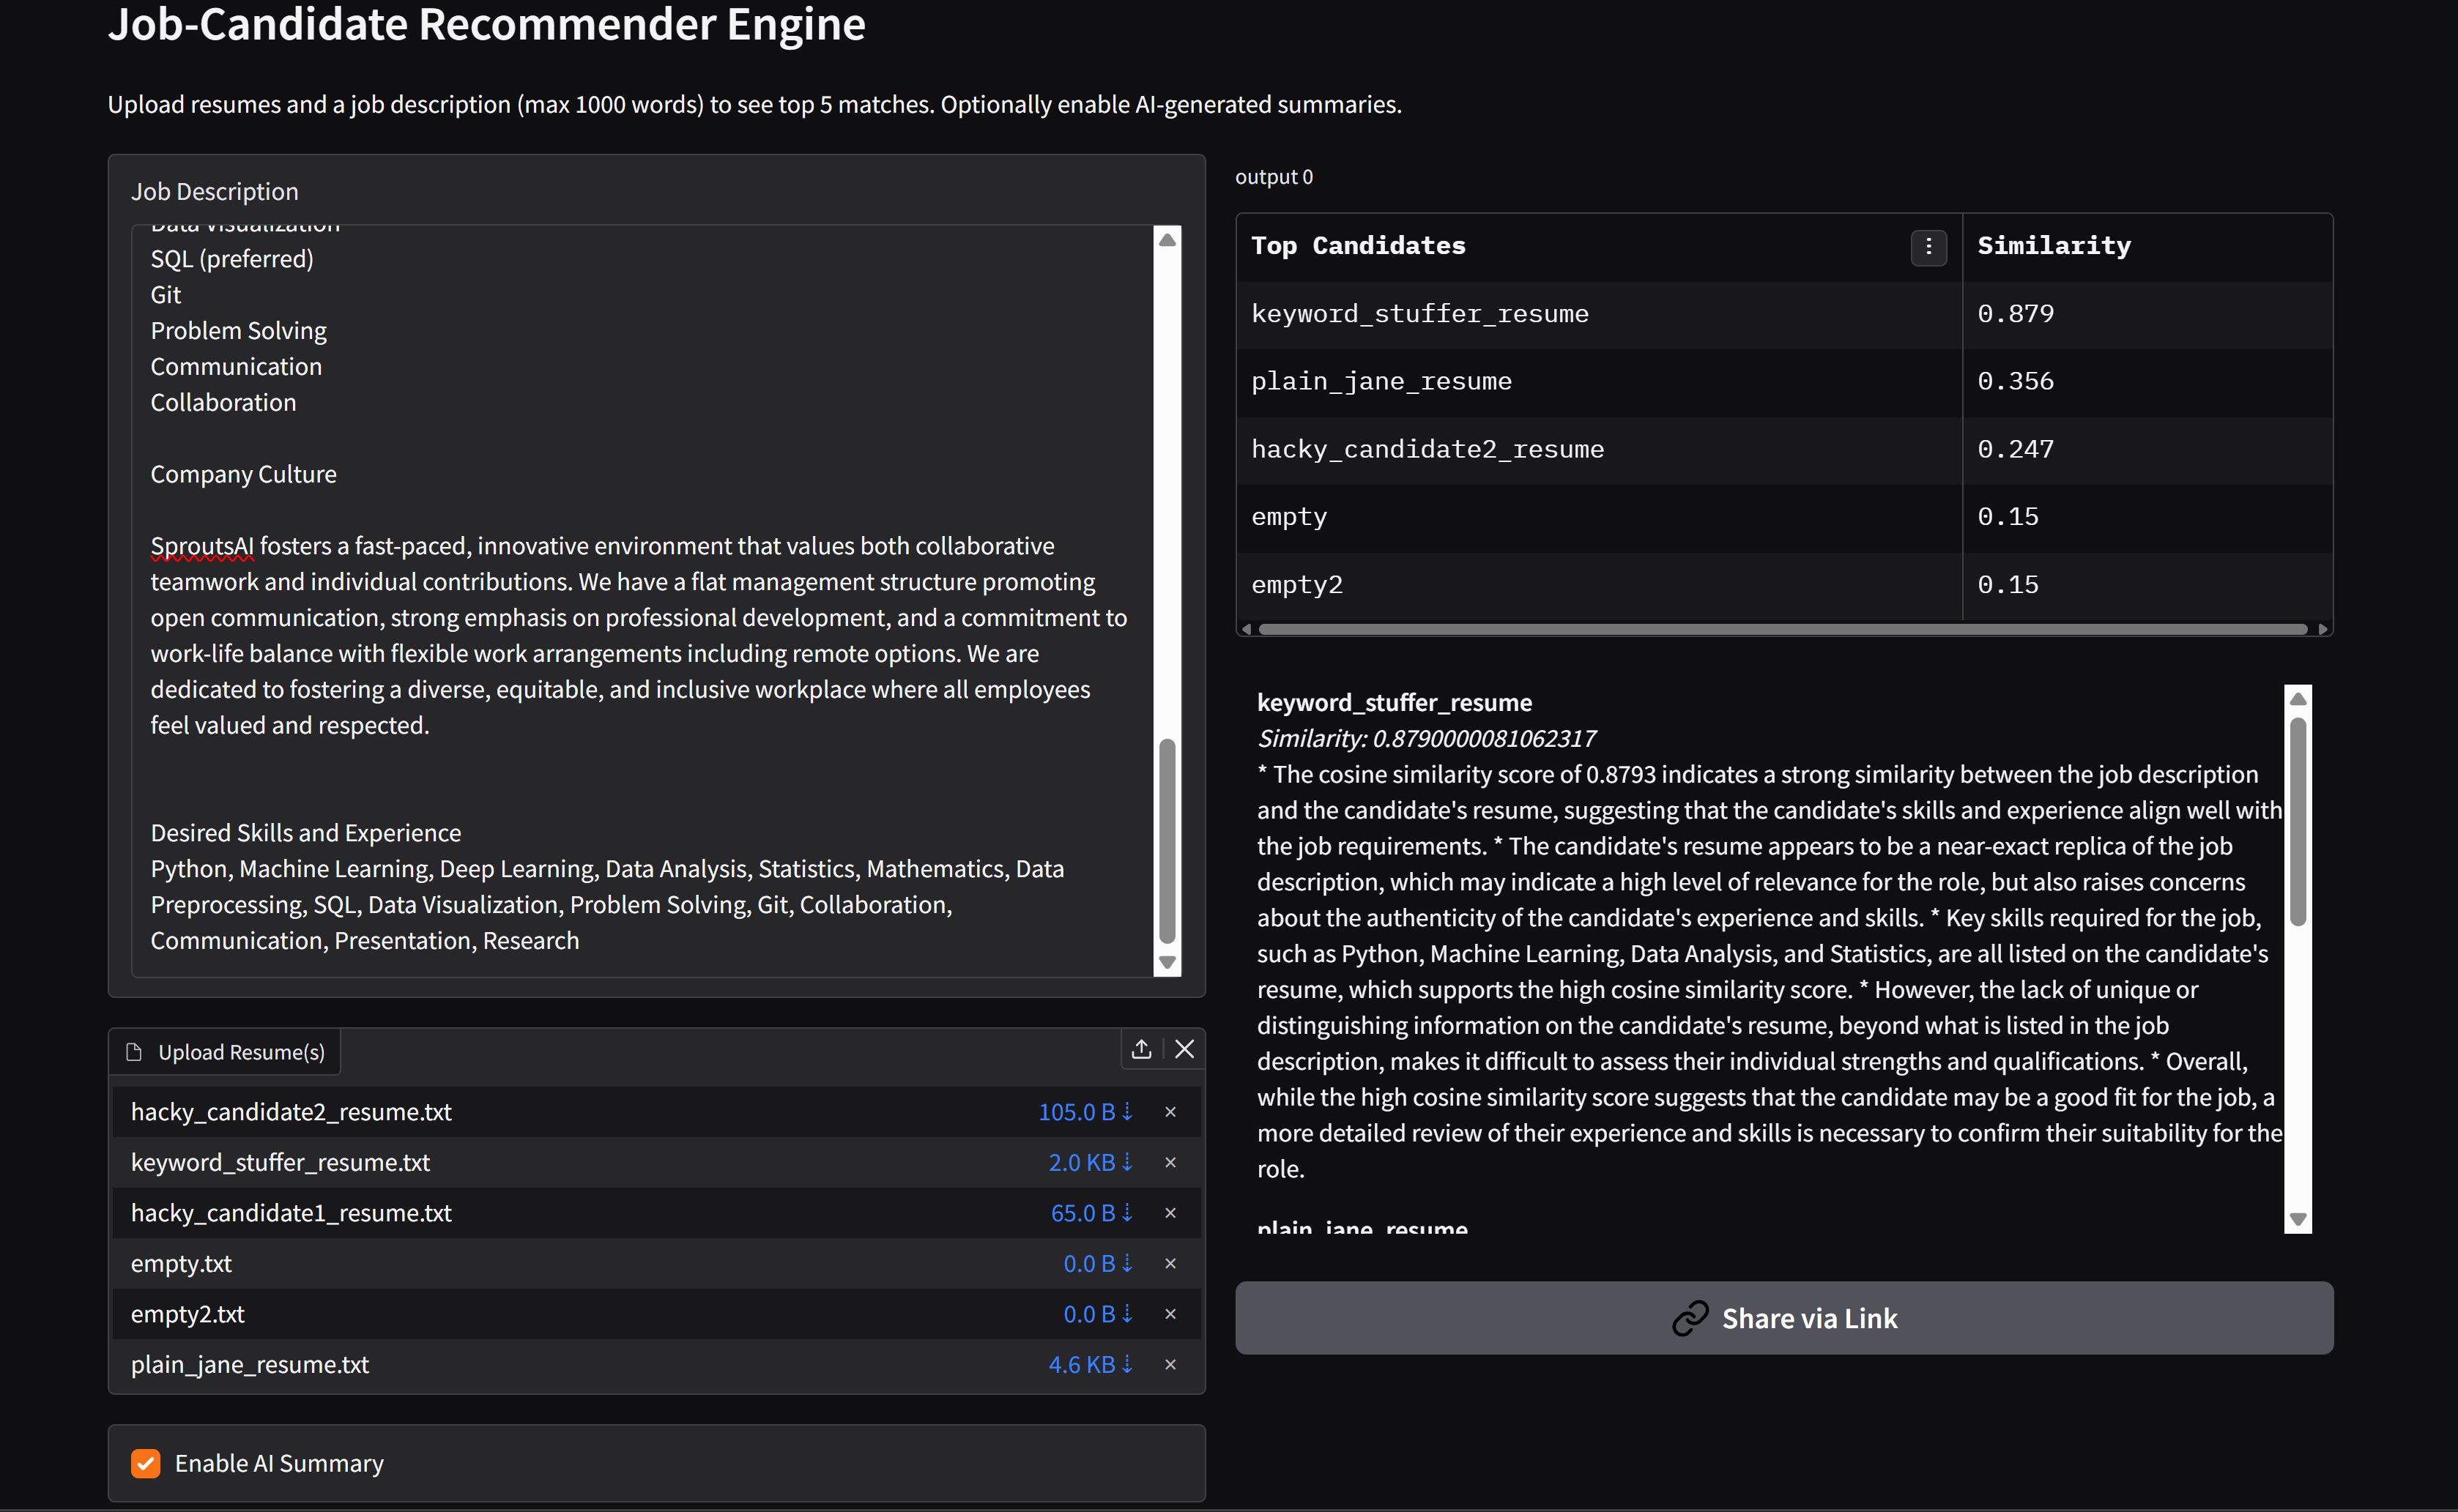 Job-Candidate Recommender Engine
Upload resumes and a job description (max 1000 words) to see top 5 matches. Optionally enable AI-generated summaries.
Job Description
Data Visualization
SQL (preferred)
Git
Problem Solving
Communication
Collaboration
Company Culture
SproutsAI fosters a fast-paced, innovative environment that values both collaborative
teamwork and individual contributions. We have a flat management structure promoting
open communication, strong emphasis on professional development, and a commitment to
work-life balance with flexible work arrangements including remote options. We are
dedicated to fostering a diverse, equitable, and inclusive workplace where all employees
feel valued and respected.
Desired Skills and Experience
Python, Machine Learning, Deep Learning, Data Analysis, Statistics, Mathematics, Data
Preprocessing, SQL, Data Visualization, Problem Solving, Git, Collaboration,
Communication, Presentation, Research
Upload Resume(s)
hacky_candidate2_resume.txt 105.0 B ⇣ ×
keyword_stuffer_resume.txt 2.0 KB ⇣ ×
hacky_candidate1_resume.txt 65.0 B ⇣ ×
empty.txt 0.0 B ⇣ ×
empty2.txt 0.0 B ⇣ ×
plain_jane_resume.txt 4.6 KB ⇣ ×
Enable AI Summary
output 0
Top Candidates Similarity
keyword_stuffer_resume 0.879
plain_jane_resume 0.356
hacky_candidate2_resume 0.247
empty 0.15
empty2 0.15
keyword_stuffer_resume
Similarity: 0.8790000081062317
* The cosine similarity score of 0.8793 indicates a strong similarity between the job description
and the candidate's resume, suggesting that the candidate's skills and experience align well with
the job requirements. * The candidate's resume appears to be a near-exact replica of the job
description, which may indicate a high level of relevance for the role, but also raises concerns
about the authenticity of the candidate's experience and skills. * Key skills required for the job,
such as Python, Machine Learning, Data Analysis, and Statistics, are all listed on the candidate's
resume, which supports the high cosine similarity score. * However, the lack of unique or
distinguishing information on the candidate's resume, beyond what is listed in the job
description, makes it difficult to assess their individual strengths and qualifications. * Overall,
while the high cosine similarity score suggests that the candidate may be a good fit for the job, a
more detailed review of their experience and skills is necessary to confirm their suitability for the
role.
plain_jane_resume
Share via Link